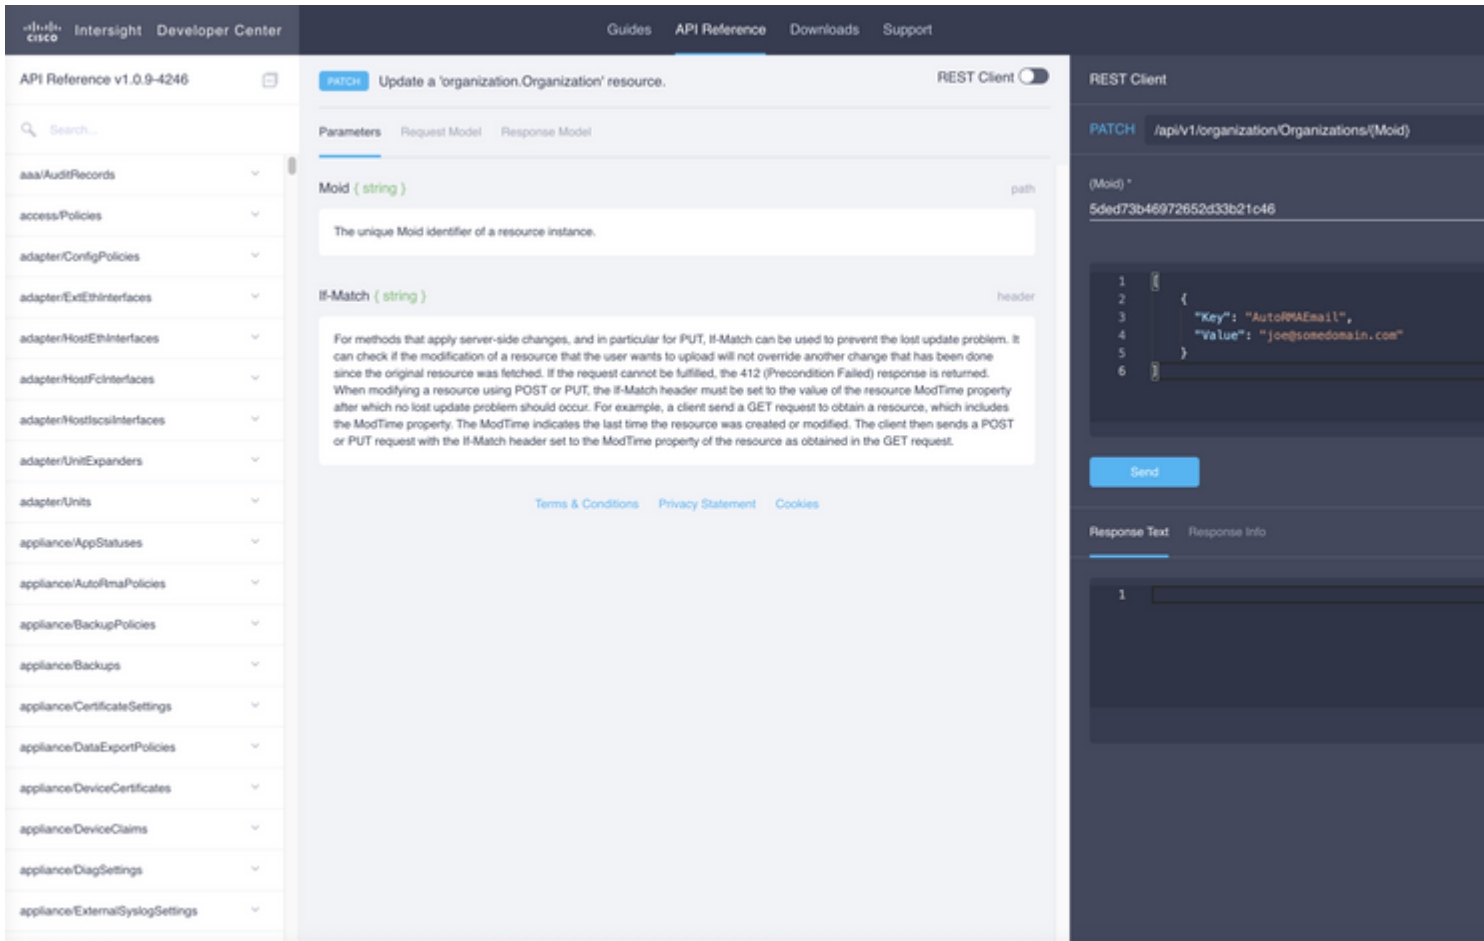 cisco Intersight Developer Center
Guides API Reference Downloads Support
API Reference v1.0.9-4246
Search...
aaa/AuditRecords
access/Policies
adapter/ConfigPolicies
adapter/ExtEthInterfaces
adapter/HostEthInterfaces
adapter/HostFcInterfaces
adapter/HostIscsiInterfaces
adapter/UnitExpanders
adapter/Units
appliance/AppStatuses
appliance/AutoRmaPolicies
appliance/BackupPolicies
appliance/Backups
appliance/CertificateSettings
appliance/DataExportPolicies
appliance/DeviceCertificates
appliance/DeviceClaims
appliance/DiagSettings
appliance/ExternalSyslogSettings
PATCH Update a 'organization.Organization' resource.
REST Client
Parameters Request Model Response Model
Moid { string } path
The unique Moid identifier of a resource instance.
If-Match { string } header
For methods that apply server-side changes, and in particular for PUT, If-Match can be used to prevent the lost update problem. It
can check if the modification of a resource that the user wants to upload will not override another change that has been done
since the original resource was fetched. If the request cannot be fulfilled, the 412 (Precondition Failed) response is returned.
When modifying a resource using POST or PUT, the If-Match header must be set to the value of the resource ModTime property
after which no lost update problem should occur. For example, a client send a GET request to obtain a resource, which includes
the ModTime property. The ModTime indicates the last time the resource was created or modified. The client then sends a POST
or PUT request with the If-Match header set to the ModTime property of the resource as obtained in the GET request.
Terms & Conditions Privacy Statement Cookies
REST Client
PATCH /api/v1/organization/Organizations/{Moid}
{Moid} *
5ded73b46972652d33b21c46
1 [
2 {
3 "Key": "AutoRMAEmail",
4 "Value": "joe@somedomain.com"
5 }
6 ]
Send
Response Text Response Info
1